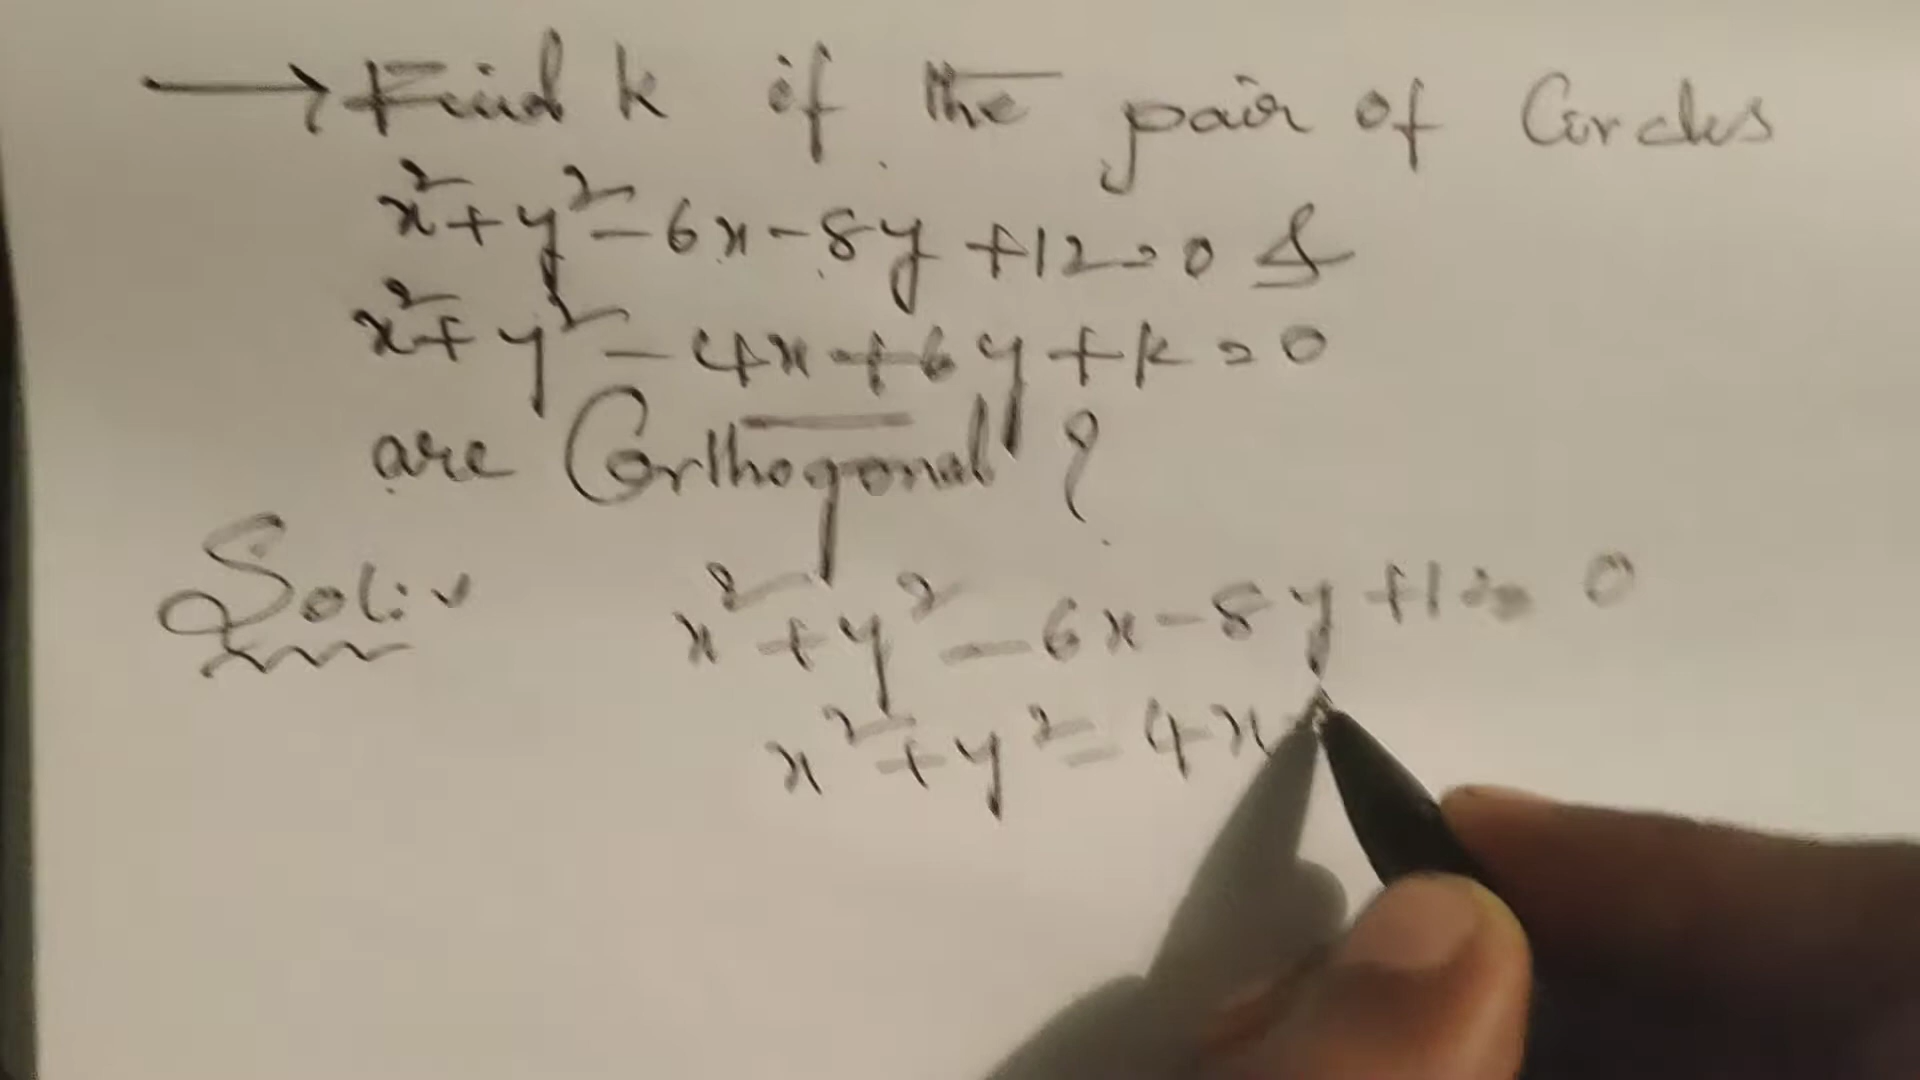 → Find k if the pair of Circles
x²+y²-6x-8y+12=0 &
x²+y²-4x+6y+k=0
are Orthogonal?
Sol:-
x²+y²-6x-8y+12=0
x²+y²-4x